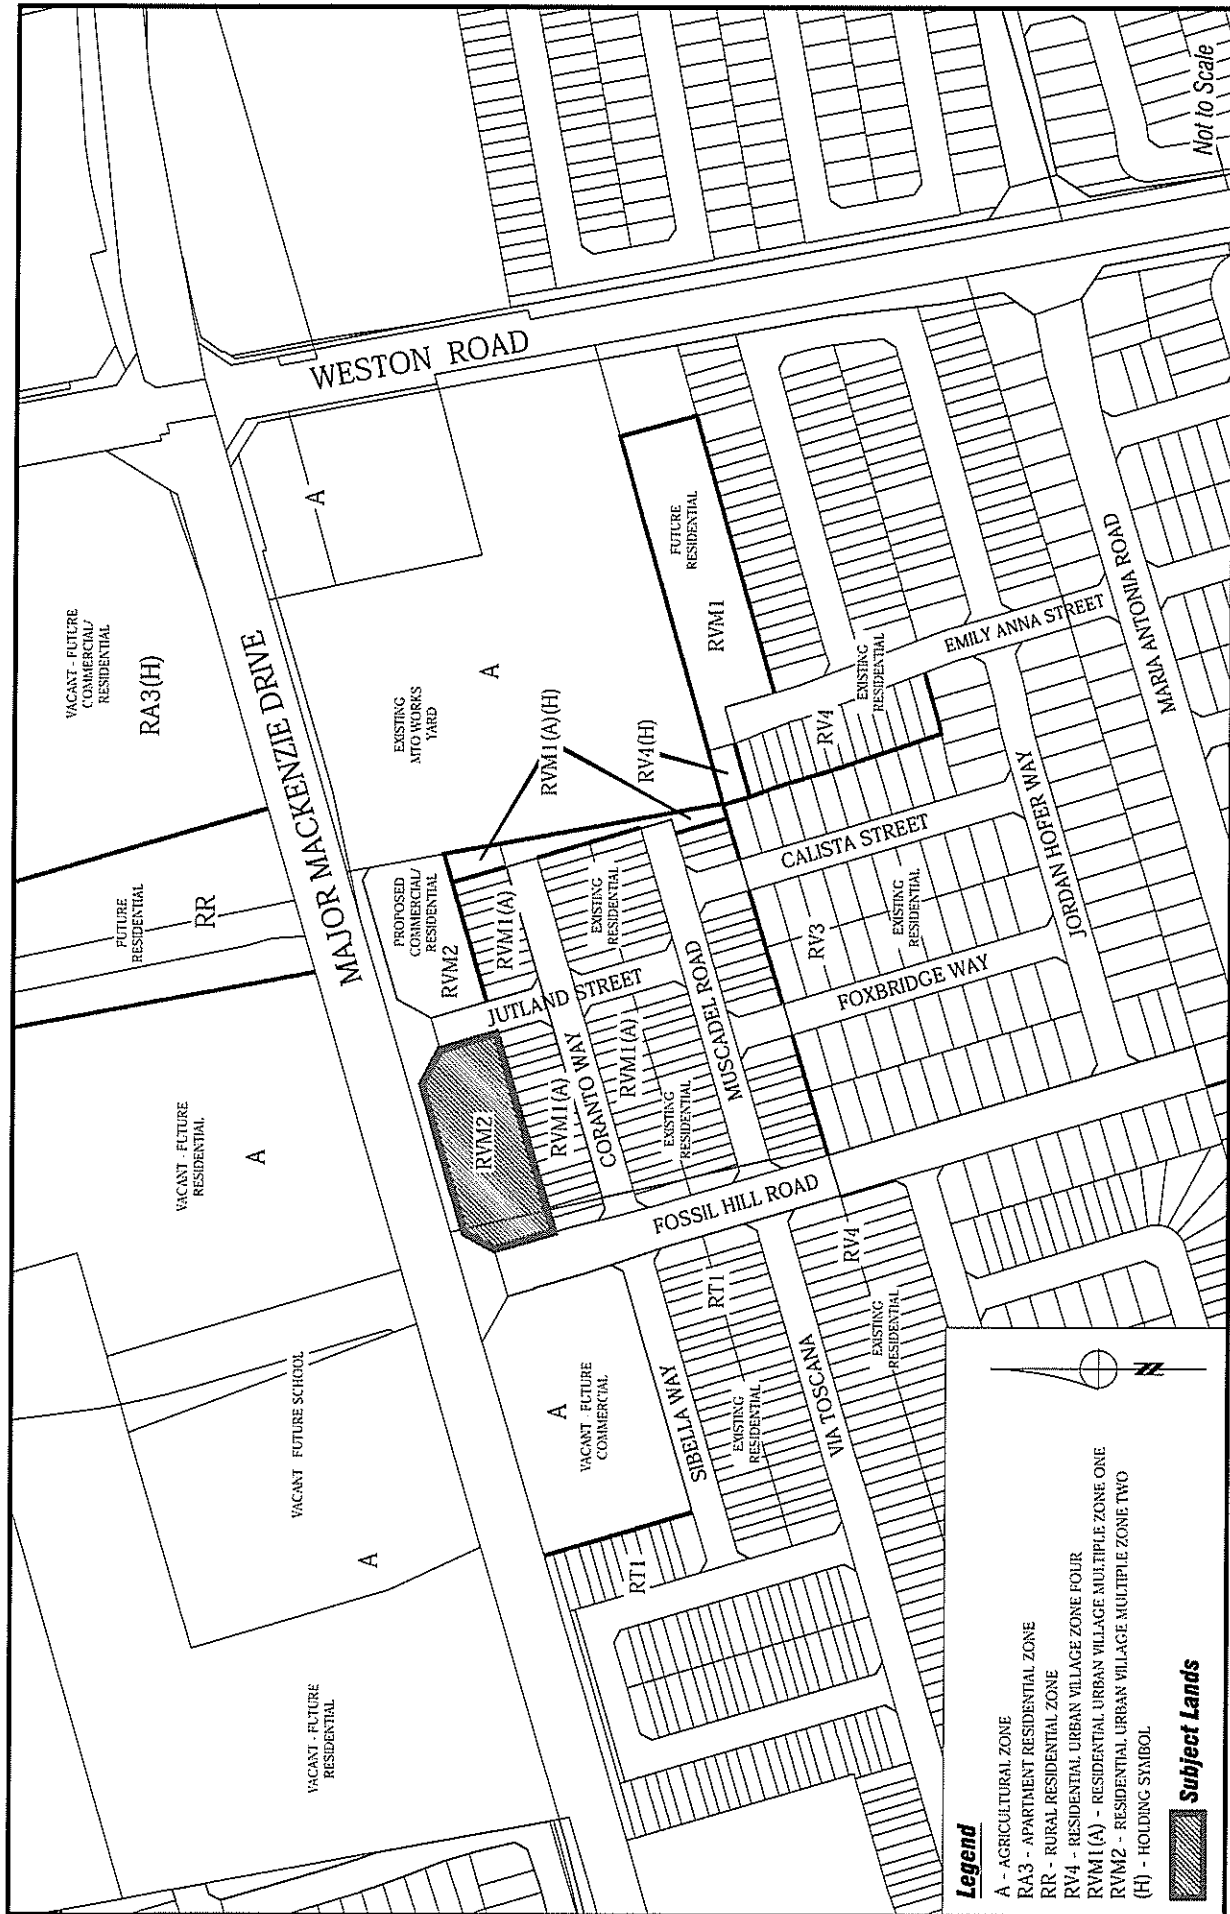 VACANT - FUTURE
RESIDENTIAL
VACANT FUTURE SCHOOL
A
VACANT - FUTURE
RESIDENTIAL
A
FUTURE
RESIDENTIAL
RR
VACANT - FUTURE
COMMERCIAL/
RESIDENTIAL
RA3(H)
MAJOR MACKENZIE DRIVE
WESTON ROAD
A
EXISTING
MTO WORKS
YARD
A
RVM1(A)(H)
RV4(H)
PROPOSED
COMMERCIAL/
RESIDENTIAL
RVM2
RVM1(A)
EXISTING
RESIDENTIAL
JUTLAND STREET
RVM2
RVM1(A)
CORANTO WAY
RVM1(A)
EXISTING
RESIDENTIAL
MUSCADEL ROAD
FOSSIL HILL ROAD
A
VACANT - FUTURE
COMMERCIAL
RT1
SIBELLA WAY
RT1
EXISTING
RESIDENTIAL
VIA TOSCANA
RV4
EXISTING
RESIDENTIAL
RV3
EXISTING
RESIDENTIAL
FOXBRIDGE WAY
CALISTA STREET
JORDAN HOFER WAY
FUTURE
RESIDENTIAL
RVM1
RV4
EXISTING
RESIDENTIAL
EMILY ANNA STREET
MARIA ANTONIA ROAD
Not to Scale
Legend
A - AGRICULTURAL ZONE
RA3 - APARTMENT RESIDENTIAL ZONE
RR - RURAL RESIDENTIAL ZONE
RV4 - RESIDENTIAL URBAN VILLAGE ZONE FOUR
RVM1(A) - RESIDENTIAL URBAN VILLAGE MULTIPLE ZONE ONE
RVM2 - RESIDENTIAL URBAN VILLAGE MULTIPLE ZONE TWO
(H) - HOLDING SYMBOL
Subject Lands
N